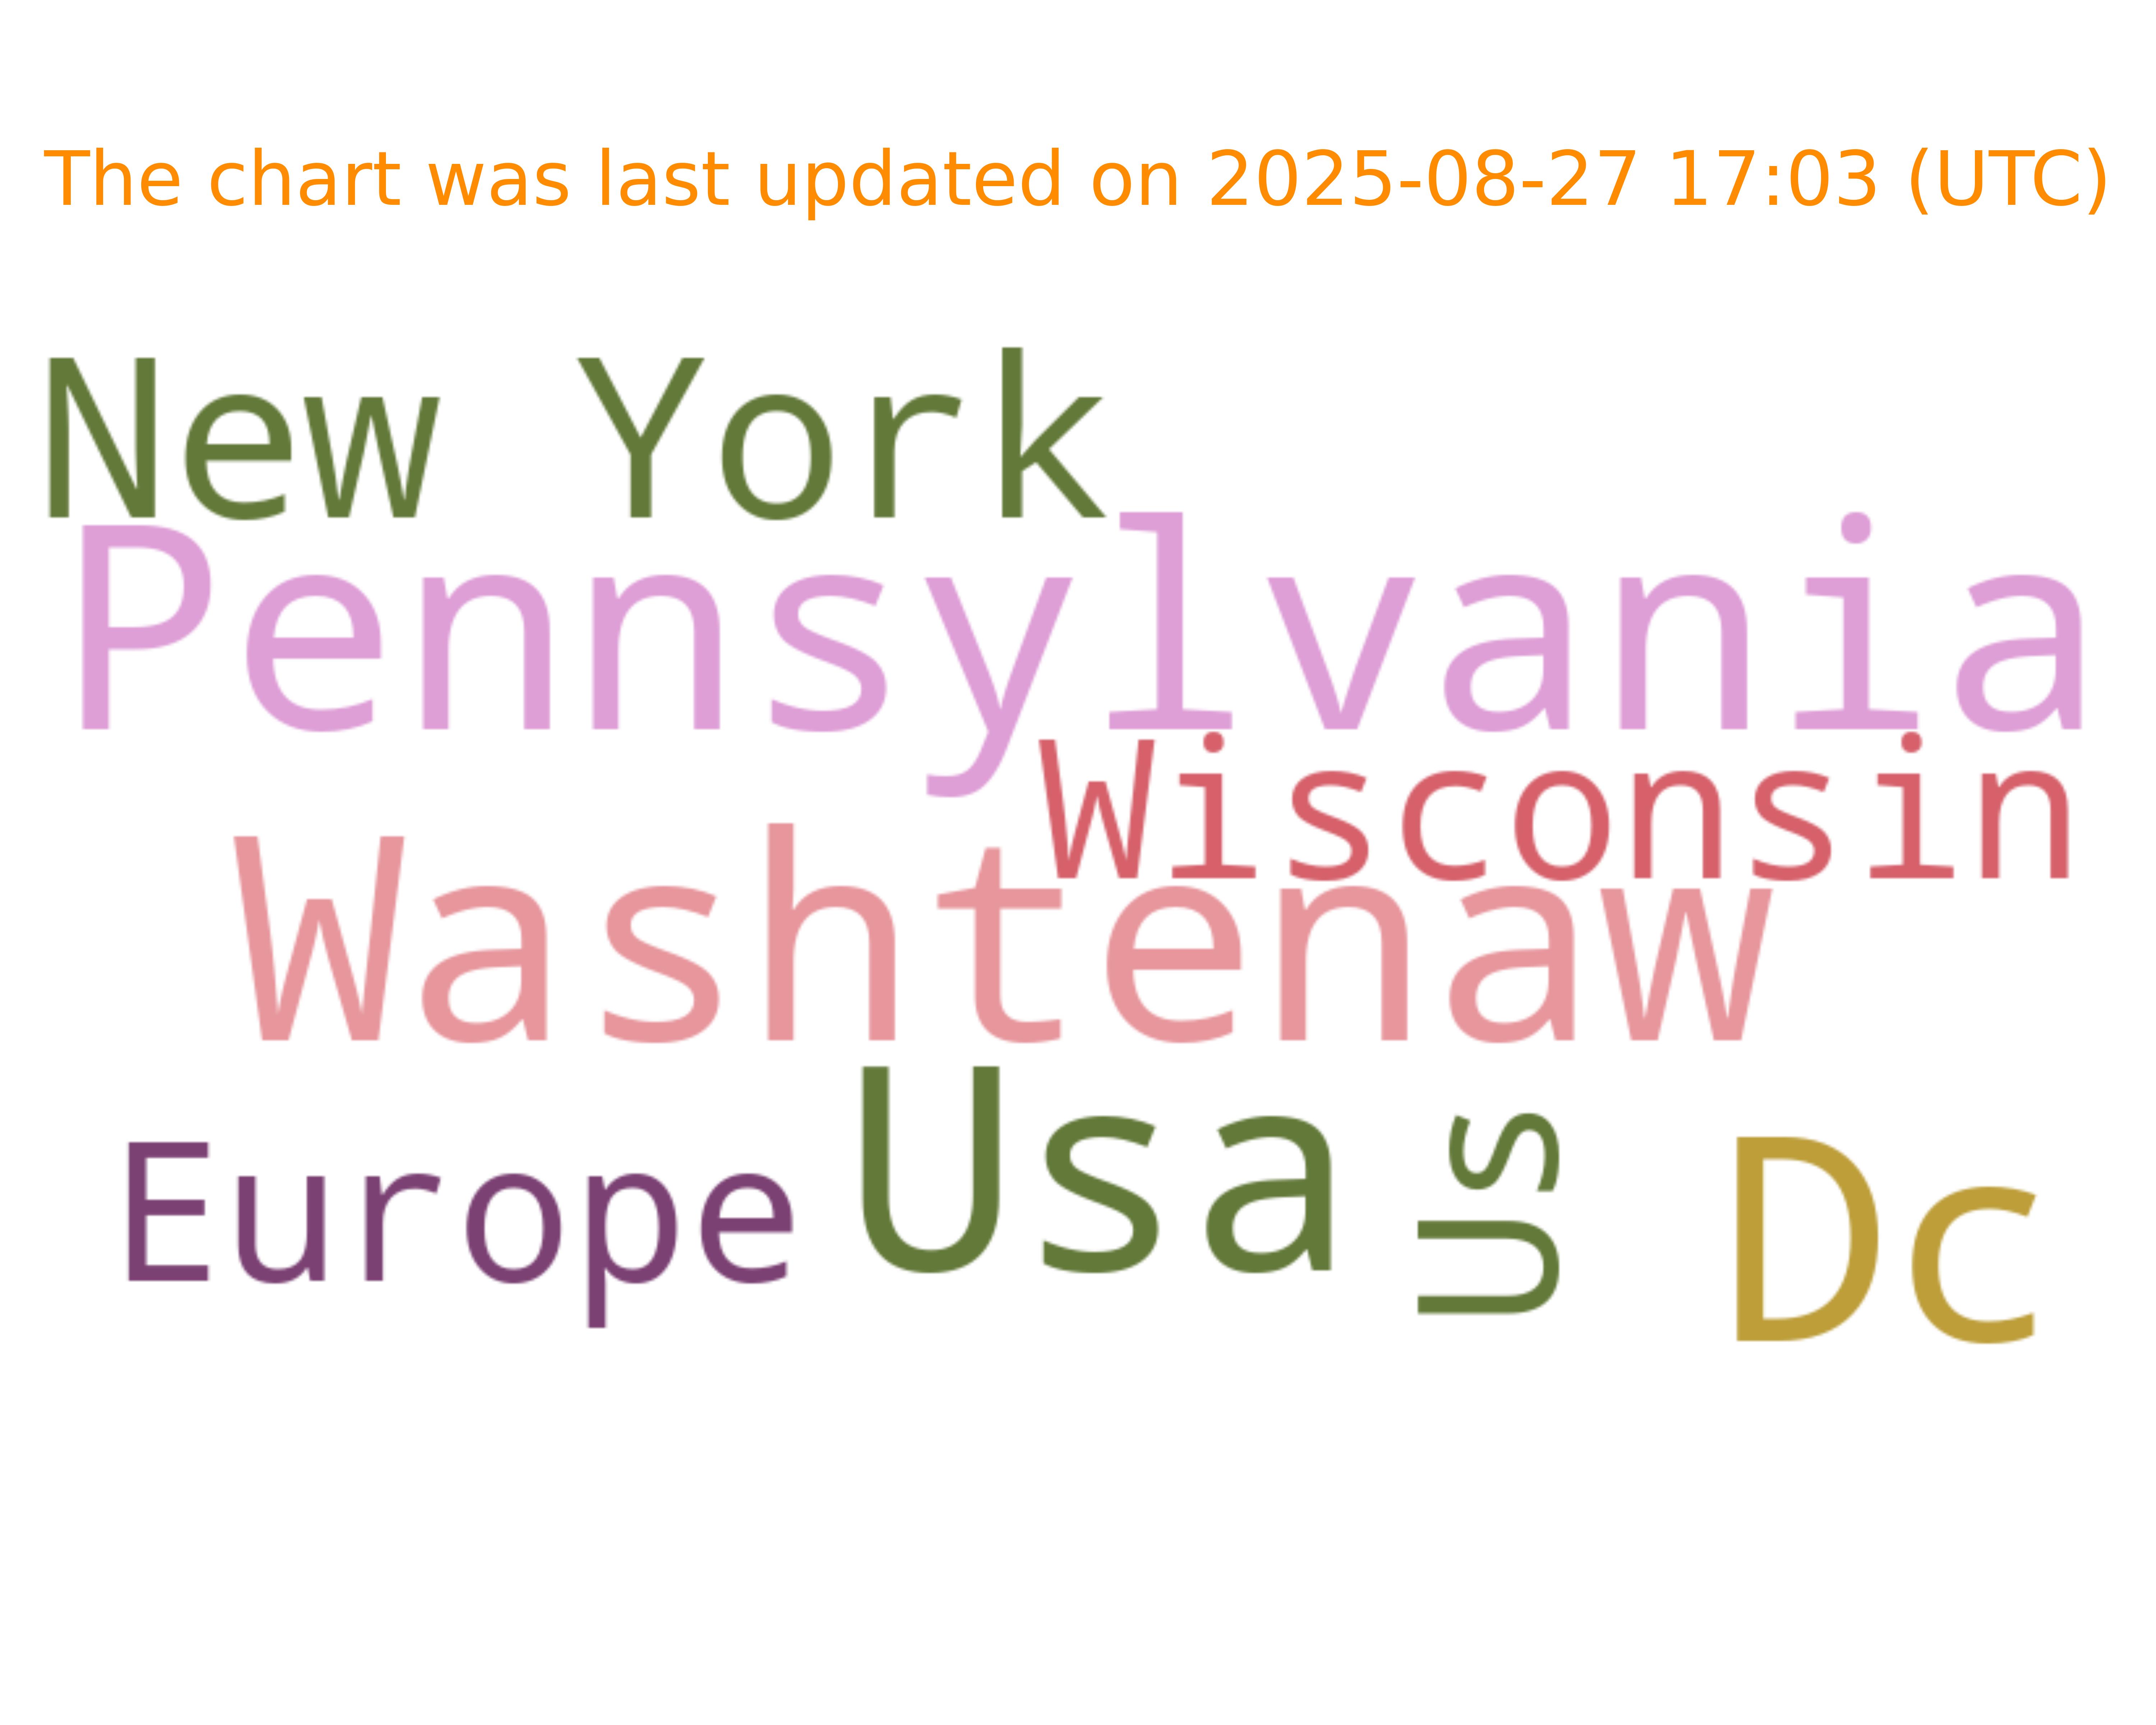 The chart was last updated on 2025-08-27 17:03 (UTC)
New York
Pennsylvania
Wisconsin
Washtenaw
Europe
Usa
us
Dc